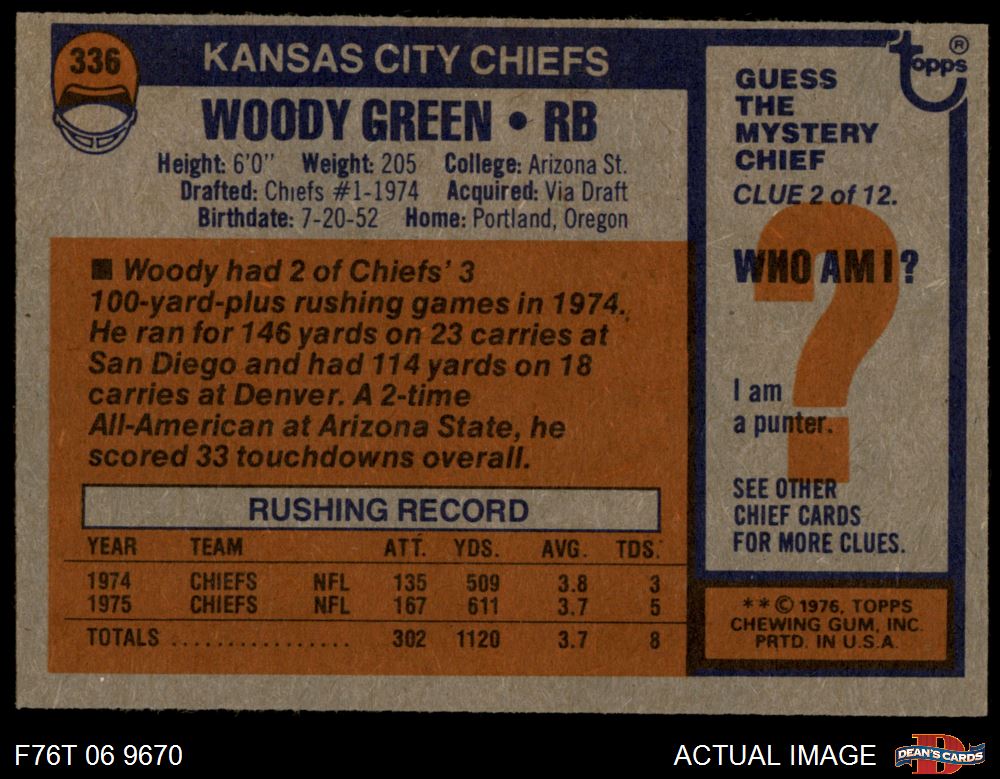 336
KANSAS CITY CHIEFS
WOODY GREEN • RB
Height: 6'0" Weight: 205 College: Arizona St.
Drafted: Chiefs #1-1974 Acquired: Via Draft
Birthdate: 7-20-52 Home: Portland, Oregon
■ Woody had 2 of Chiefs' 3
100-yard-plus rushing games in 1974.
He ran for 146 yards on 23 carries at
San Diego and had 114 yards on 18
carries at Denver. A 2-time
All-American at Arizona State, he
scored 33 touchdowns overall.
RUSHING RECORD
YEAR TEAM ATT. YDS. AVG. TDS.
1974 CHIEFS NFL 135 509 3.8 3
1975 CHIEFS NFL 167 611 3.7 5
TOTALS ................ 302 1120 3.7 8
topps ®
GUESS
THE
MYSTERY
CHIEF
CLUE 2 of 12.
WHO AM I?
I am
a punter.
SEE OTHER
CHIEF CARDS
FOR MORE CLUES.
** © 1976, TOPPS
CHEWING GUM, INC.
PRTD. IN U.S.A.
F76T 06 9670
ACTUAL IMAGE
D
DEAN'S CARDS